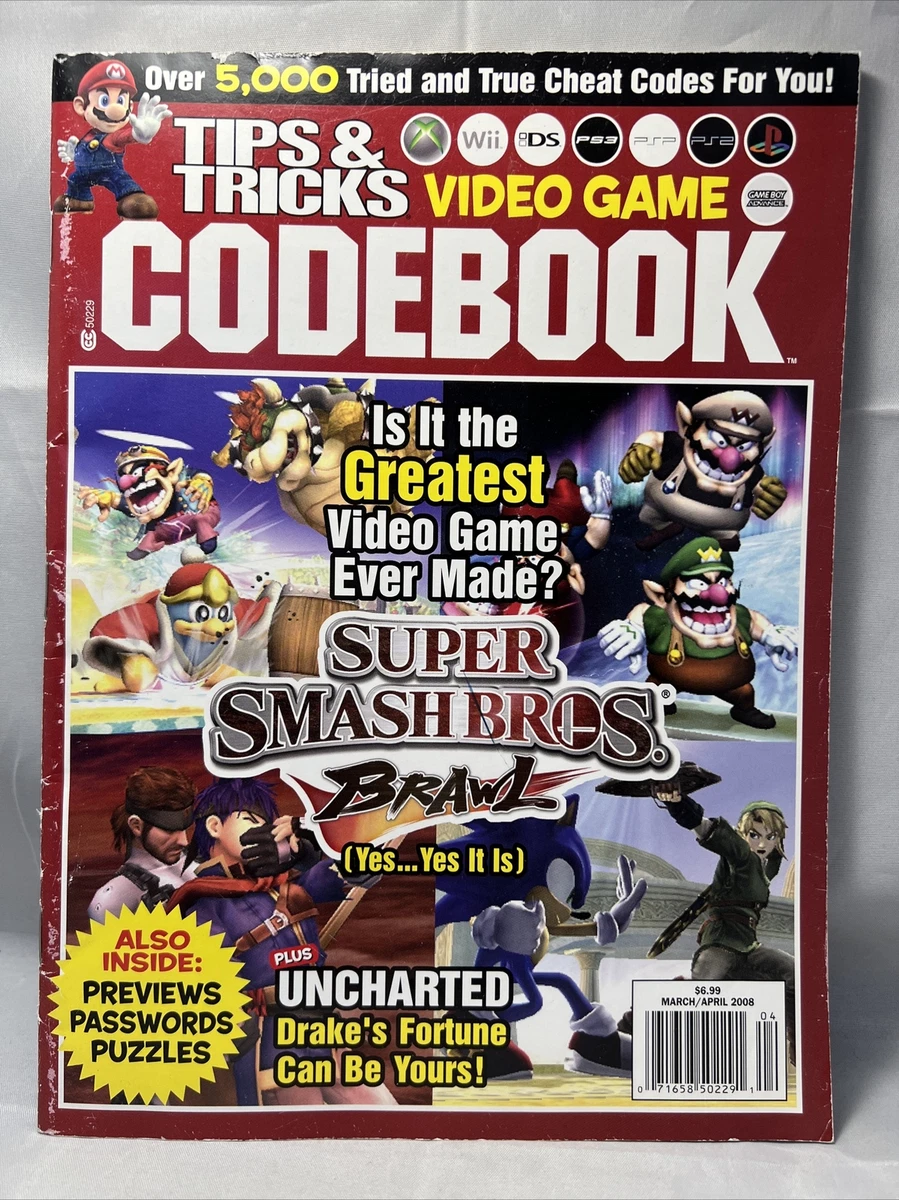 Over 5,000 Tried and True Cheat Codes For You!
M
TIPS &
TRICKS®
Wii DS PS3 PSP PS2
VIDEO GAME
GAME BOY
ADVANCE
CODEBOOK™
CC 50229
Is It the
Greatest
Video Game
Ever Made?
SUPER
SMASH BROS.®
BRAWL
(Yes...Yes It Is)
ALSO
INSIDE:
PREVIEWS
PASSWORDS
PUZZLES
PLUS
UNCHARTED
Drake's Fortune
Can Be Yours!
$6.99
MARCH/APRIL 2008
04
0 71658 50229 1